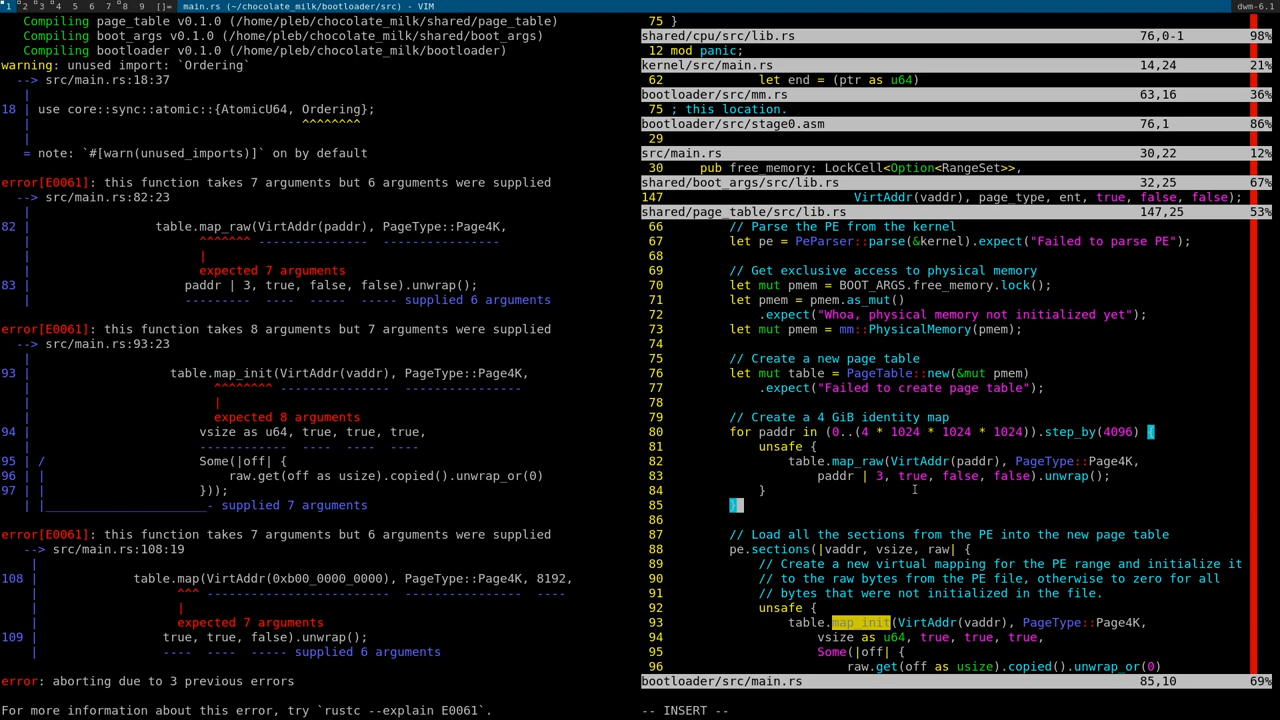 1 2 3 4 5 6 7 8 9 []= main.rs (~/chocolate_milk/bootloader/src) - VIM dwm-6.1
Compiling page_table v0.1.0 (/home/pleb/chocolate_milk/shared/page_table)
Compiling boot_args v0.1.0 (/home/pleb/chocolate_milk/shared/boot_args)
Compiling bootloader v0.1.0 (/home/pleb/chocolate_milk/bootloader)
warning: unused import: `Ordering`
--> src/main.rs:18:37
|
18 | use core::sync::atomic::{AtomicU64, Ordering};
| ^^^^^^^^
|
= note: `#[warn(unused_imports)]` on by default
error[E0061]: this function takes 7 arguments but 6 arguments were supplied
--> src/main.rs:82:23
|
82 | table.map_raw(VirtAddr(paddr), PageType::Page4K,
| ^^^^^^^ --------------- ----------------
| |
| expected 7 arguments
83 | paddr | 3, true, false, false).unwrap();
| --------- ---- ----- ----- supplied 6 arguments
error[E0061]: this function takes 8 arguments but 7 arguments were supplied
--> src/main.rs:93:23
|
93 | table.map_init(VirtAddr(vaddr), PageType::Page4K,
| ^^^^^^^^ --------------- ----------------
| |
| expected 8 arguments
94 | vsize as u64, true, true, true,
| ------------ ---- ---- ----
95 | / Some(|off| {
96 | | raw.get(off as usize).copied().unwrap_or(0)
97 | | }));
| |_______________________- supplied 7 arguments
error[E0061]: this function takes 7 arguments but 6 arguments were supplied
--> src/main.rs:108:19
|
108 | table.map(VirtAddr(0xb00_0000_0000), PageType::Page4K, 8192,
| ^^^ ------------------------- ---------------- ----
| |
| expected 7 arguments
109 | true, true, false).unwrap();
| ---- ---- ----- supplied 6 arguments
error: aborting due to 3 previous errors
For more information about this error, try `rustc --explain E0061`.
75 }
shared/cpu/src/lib.rs 76,0-1 98%
12 mod panic;
kernel/src/main.rs 14,24 21%
62 let end = (ptr as u64)
bootloader/src/mm.rs 63,16 36%
75 ; this location.
bootloader/src/stage0.asm 76,1 86%
29
src/main.rs 30,22 12%
30 pub free_memory: LockCell<Option<RangeSet>>,
shared/boot_args/src/lib.rs 32,25 67%
147 VirtAddr(vaddr), page_type, ent, true, false, false);
shared/page_table/src/lib.rs 147,25 53%
66 // Parse the PE from the kernel
67 let pe = PeParser::parse(&kernel).expect("Failed to parse PE");
68
69 // Get exclusive access to physical memory
70 let mut pmem = BOOT_ARGS.free_memory.lock();
71 let pmem = pmem.as_mut()
72 .expect("Whoa, physical memory not initialized yet");
73 let mut pmem = mm::PhysicalMemory(pmem);
74
75 // Create a new page table
76 let mut table = PageTable::new(&mut pmem)
77 .expect("Failed to create page table");
78
79 // Create a 4 GiB identity map
80 for paddr in (0..(4 * 1024 * 1024 * 1024)).step_by(4096) {
81 unsafe {
82 table.map_raw(VirtAddr(paddr), PageType::Page4K,
83 paddr | 3, true, false, false).unwrap();
84 }
85 }
86
87 // Load all the sections from the PE into the new page table
88 pe.sections(|vaddr, vsize, raw| {
89 // Create a new virtual mapping for the PE range and initialize it
90 // to the raw bytes from the PE file, otherwise to zero for all
91 // bytes that were not initialized in the file.
92 unsafe {
93 table.map_init(VirtAddr(vaddr), PageType::Page4K,
94 vsize as u64, true, true, true,
95 Some(|off| {
96 raw.get(off as usize).copied().unwrap_or(0)
bootloader/src/main.rs 85,10 69%
-- INSERT --